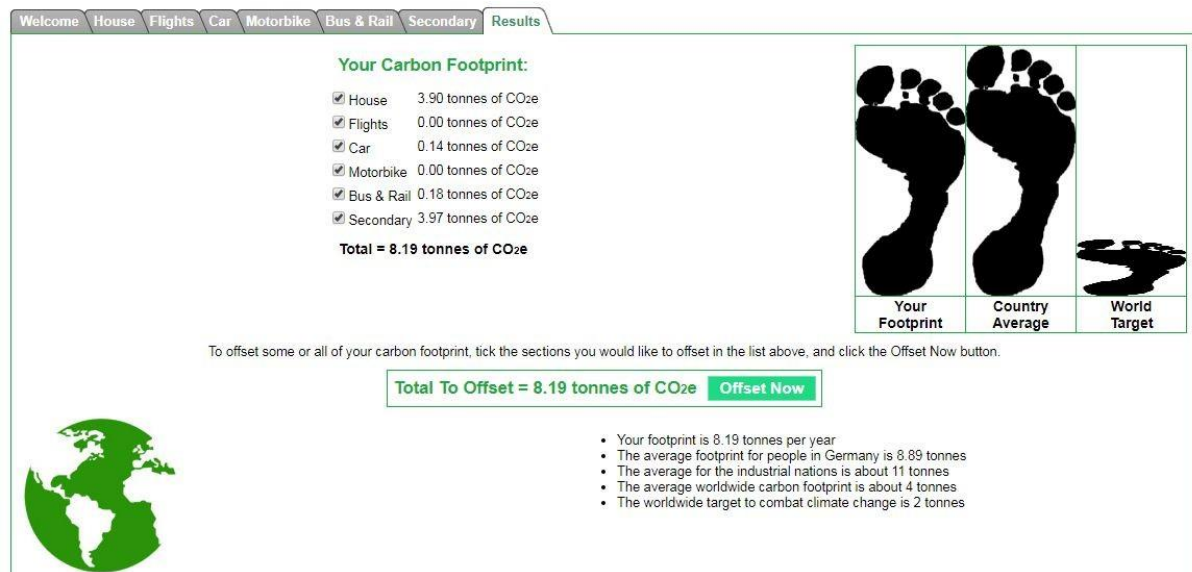 Welcome House Flights Car Motorbike Bus & Rail Secondary Results
Your Carbon Footprint:
House 3.90 tonnes of CO2e
Flights 0.00 tonnes of CO2e
Car 0.14 tonnes of CO2e
Motorbike 0.00 tonnes of CO2e
Bus & Rail 0.18 tonnes of CO2e
Secondary 3.97 tonnes of CO2e
Total = 8.19 tonnes of CO2e
Your Footprint
Country Average
World Target
To offset some or all of your carbon footprint, tick the sections you would like to offset in the list above, and click the Offset Now button.
Total To Offset = 8.19 tonnes of CO2e Offset Now
• Your footprint is 8.19 tonnes per year
• The average footprint for people in Germany is 8.89 tonnes
• The average for the industrial nations is about 11 tonnes
• The average worldwide carbon footprint is about 4 tonnes
• The worldwide target to combat climate change is 2 tonnes